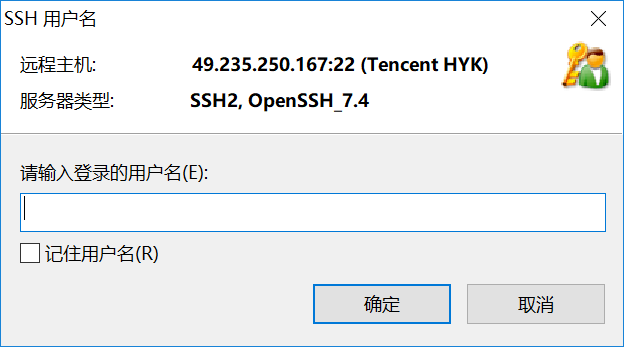 SSH 用户名
远程主机: 49.235.250.167:22 (Tencent HYK)
服务器类型: SSH2, OpenSSH_7.4
请输入登录的用户名(E):
记住用户名(R)
确定 取消